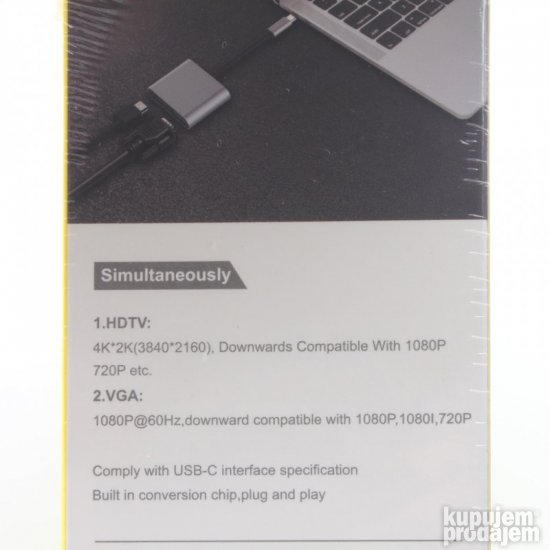 Simultaneously
1.HDTV:
4K*2K(3840*2160), Downwards Compatible With 1080P
720P etc.
2.VGA:
1080P@60Hz,downward compatible with 1080P,1080I,720P
Comply with USB-C interface specification
Built in conversion chip,plug and play
kupujem
prodajem